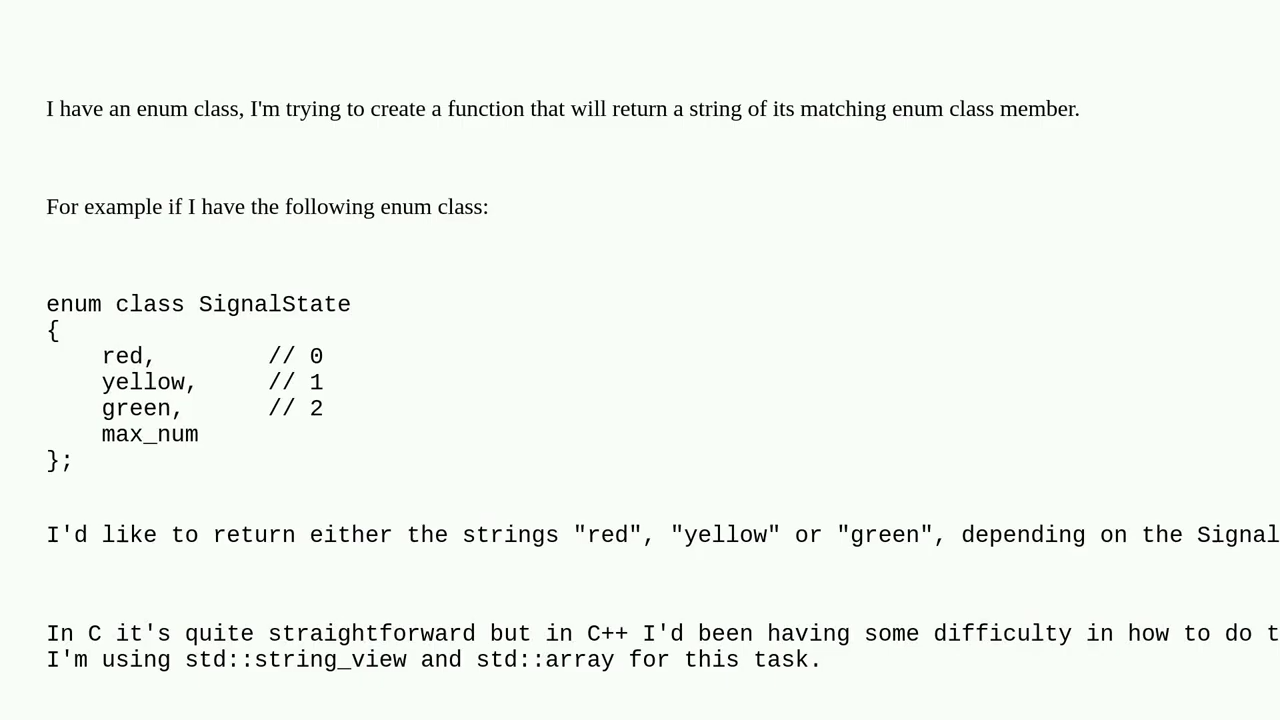 I have an enum class, I'm trying to create a function that will return a string of its matching enum class member.
For example if I have the following enum class:
enum class SignalState
{
    red,        // 0
    yellow,     // 1
    green,      // 2
    max_num
};
I'd like to return either the strings "red", "yellow" or "green", depending on the Signal
In C it's quite straightforward but in C++ I'd been having some difficulty in how to do t
I'm using std::string_view and std::array for this task.